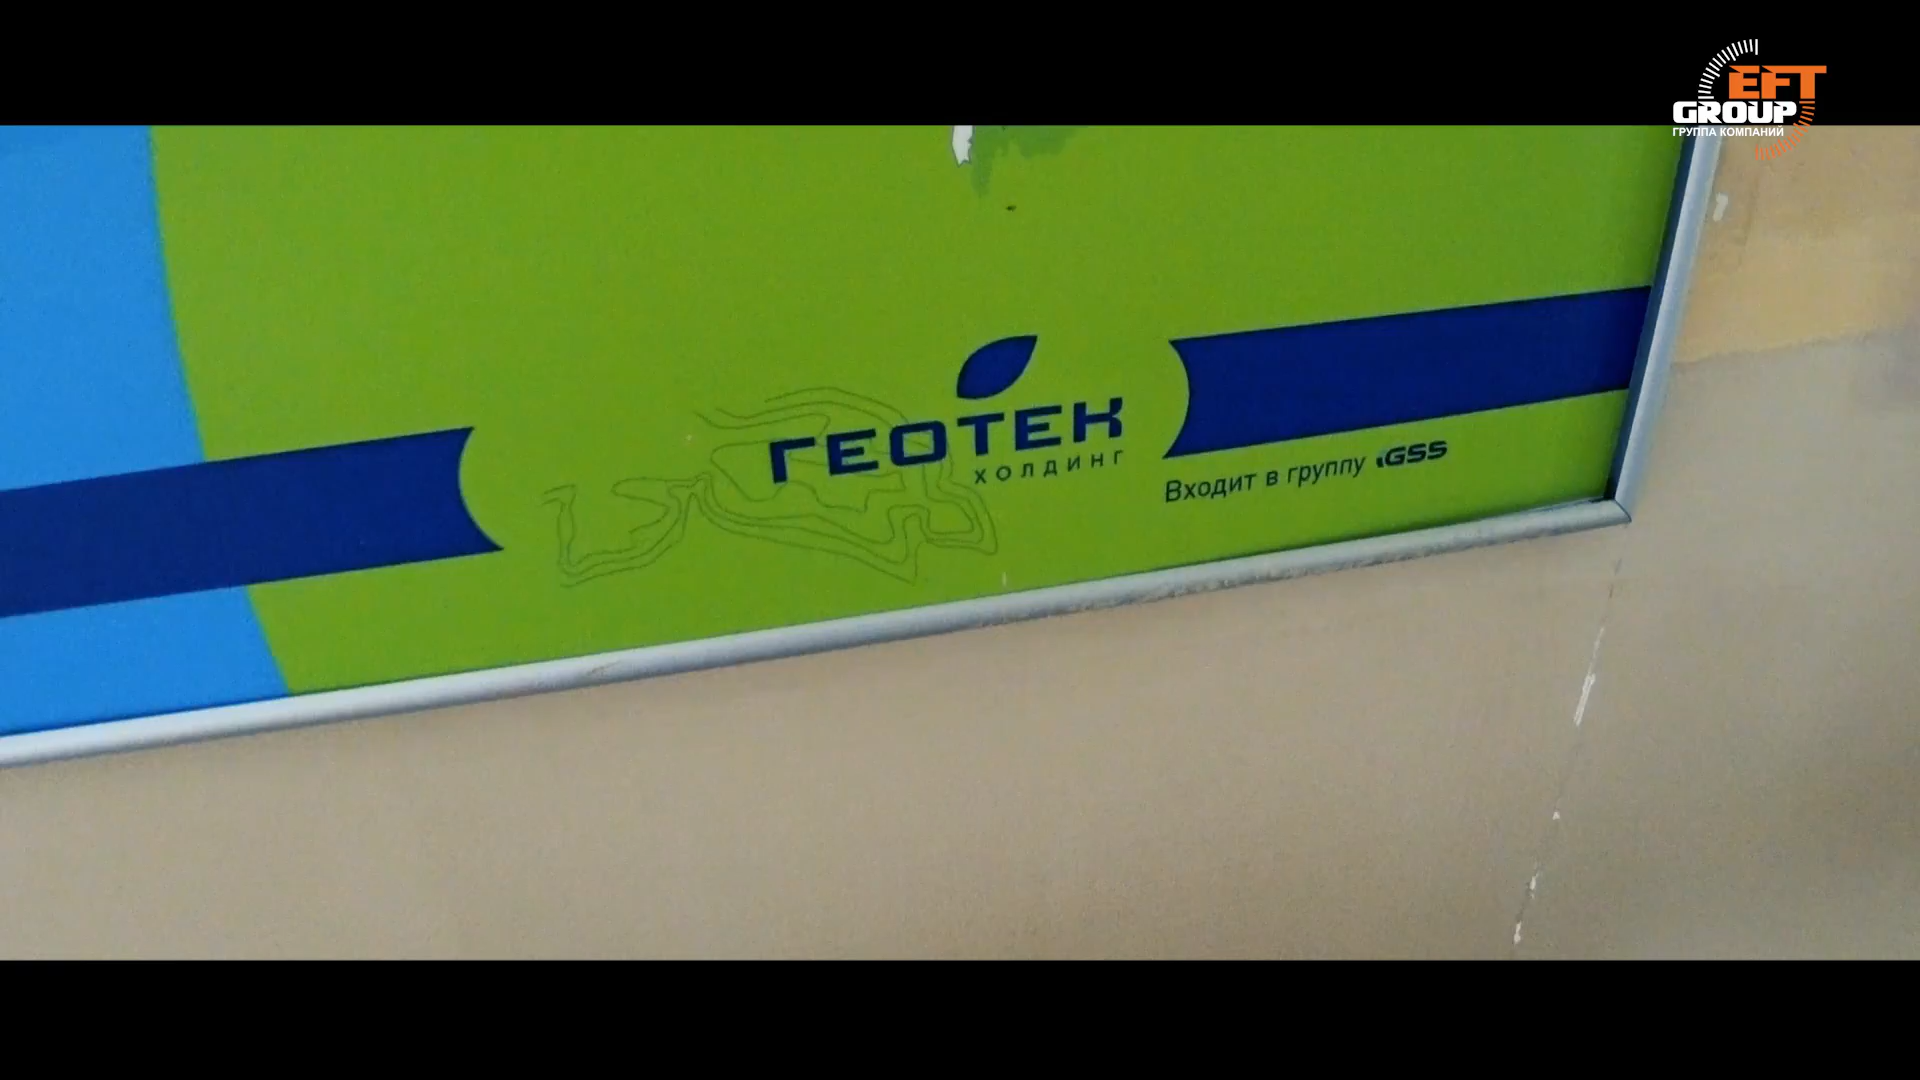 EFT
GROUP
ГРУППА КОМПАНИЙ
ГЕОТЕК
ХОЛДИНГ
Входит в группу GSS